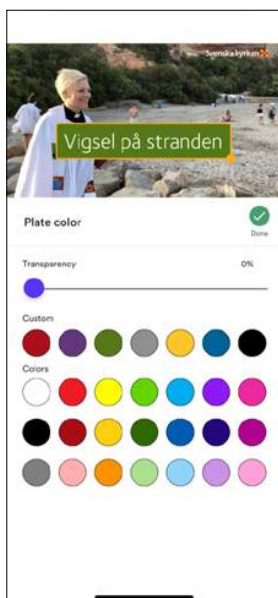 Svenska kyrkan
Vigsel på stranden
Plate color
Done
Transparency
0%
Custom
Colors